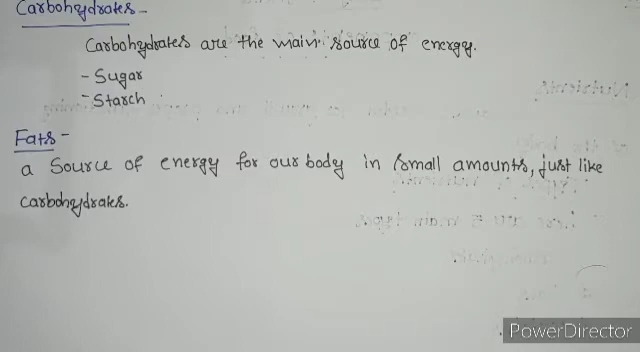 Carbohydrates -
Carbohydrates are the main source of energy.
- Sugar
- Starch
Fats -
a source of energy for our body in small amounts, just like
carbohydrates.
PowerDirector